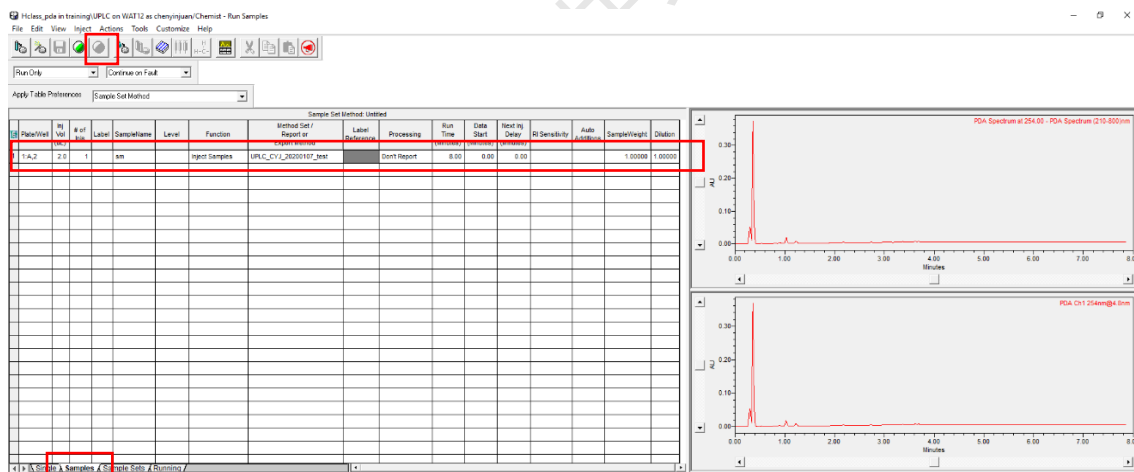 Hclass_pda in training\UPLC on WAT12 as chenyinjuan/Chemist - Run Samples
File Edit View Inject Actions Tools Customize Help
Run Only Continue on Fault
Apply Table Preferences Sample Set Method
Sample Set Method: Untitled
Plate/Well Inj Vol (uL) # of Injs Label SampleName Level Function Method Set / Report or Export Method Label Reference Processing Run Time (Minutes) Data Start (Minutes) Next Inj Delay (Minutes) RI Sensitivity Auto Additions SampleWeight Dilution
1 1:A,2 2.0 1 sm Inject Samples UPLC_CYJ_20200107_test Don't Report 8.00 0.00 0.00 1.00000 1.00000
PDA Spectrum at 254.00 - PDA Spectrum (210-800)nm
AU
0.30
0.20
0.10
0.00
0.00 1.00 2.00 3.00 4.00 5.00 6.00 7.00 8.0
Minutes
PDA Ch1 254nm@4.8nm
AU
0.30
0.20
0.10
0.00
0.00 1.00 2.00 3.00 4.00 5.00 6.00 7.00 8.0
Minutes
Single Samples Sample Sets Running